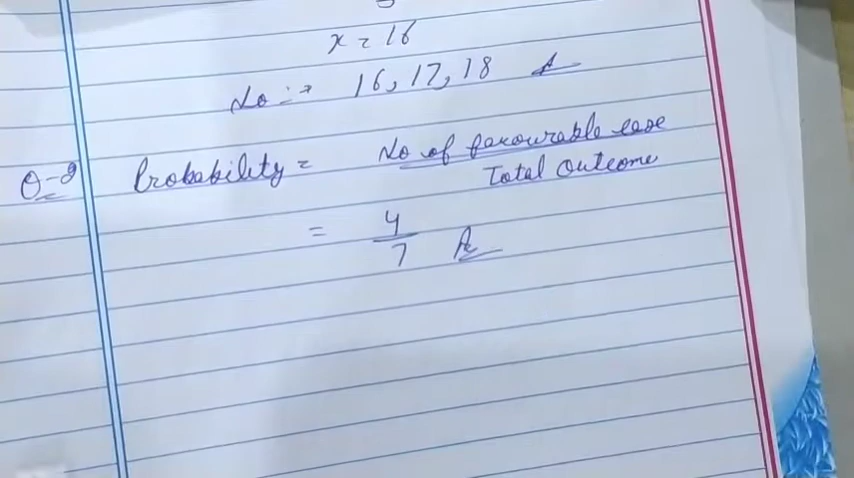 x = 16
No :→ 16, 17, 18 A
Q-9 Probability = No of favourable case
Total Outcome
= 4
7 A